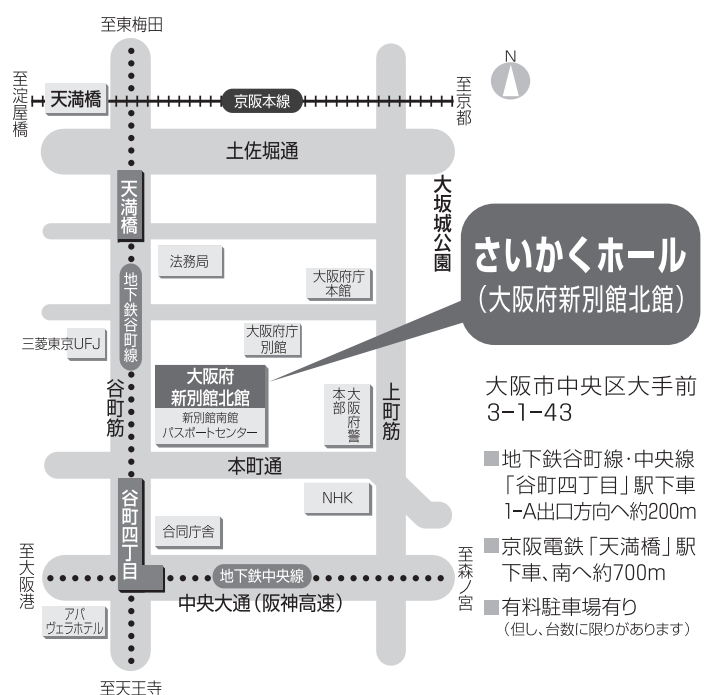 至東梅田
N
至淀屋橋
天満橋
京阪本線
至京都
土佐堀通
天満橋
大坂城公園
法務局
大阪府庁
本館
さいかくホール
(大阪府新別館北館)
地下鉄谷町線
三菱東京UFJ
大阪府庁
別館
大阪府
新別館北館
新別館南館
パスポートセンター
大阪府警
本部
谷町筋
上町筋
大阪市中央区大手前
3-1-43
本町通
■地下鉄谷町線・中央線
「谷町四丁目」駅下車
1-A出口方向へ約200m
谷町四丁目
NHK
合同庁舎
■京阪電鉄「天満橋」駅
下車、南へ約700m
至大阪港
地下鉄中央線
至森ノ宮
中央大通(阪神高速)
■有料駐車場有り
(但し、台数に限りがあります)
アパ
ヴェラホテル
至天王寺